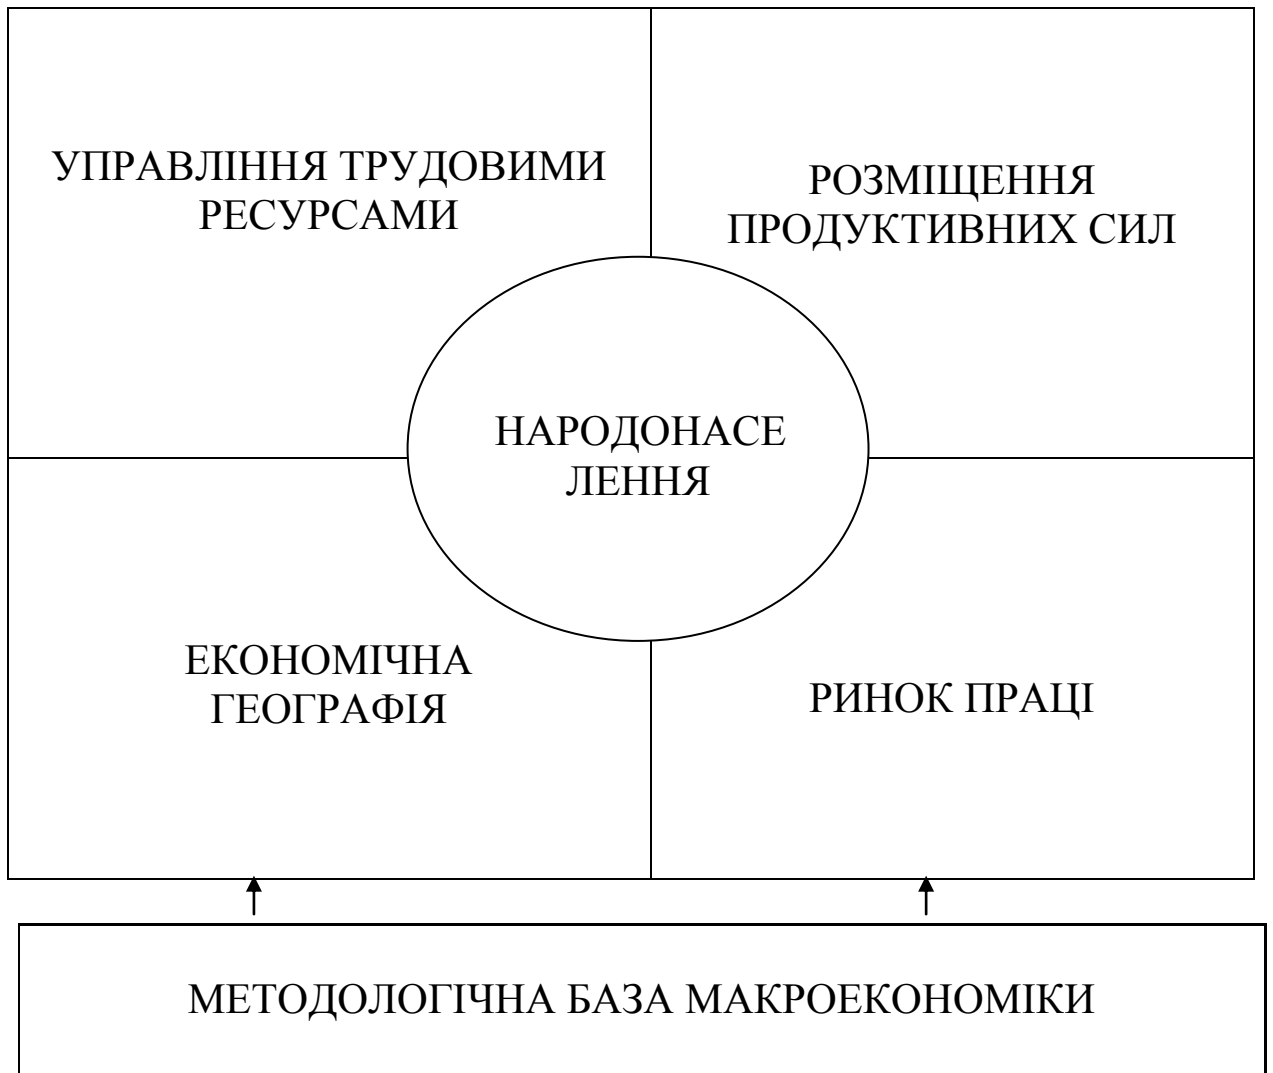 УПРАВЛІННЯ ТРУДОВИМИ
РЕСУРСАМИ
РОЗМІЩЕННЯ
ПРОДУКТИВНИХ СИЛ
НАРОДОНАСЕ
ЛЕННЯ
ЕКОНОМІЧНА
ГЕОГРАФІЯ
РИНОК ПРАЦІ
МЕТОДОЛОГІЧНА БАЗА МАКРОЕКОНОМІКИ